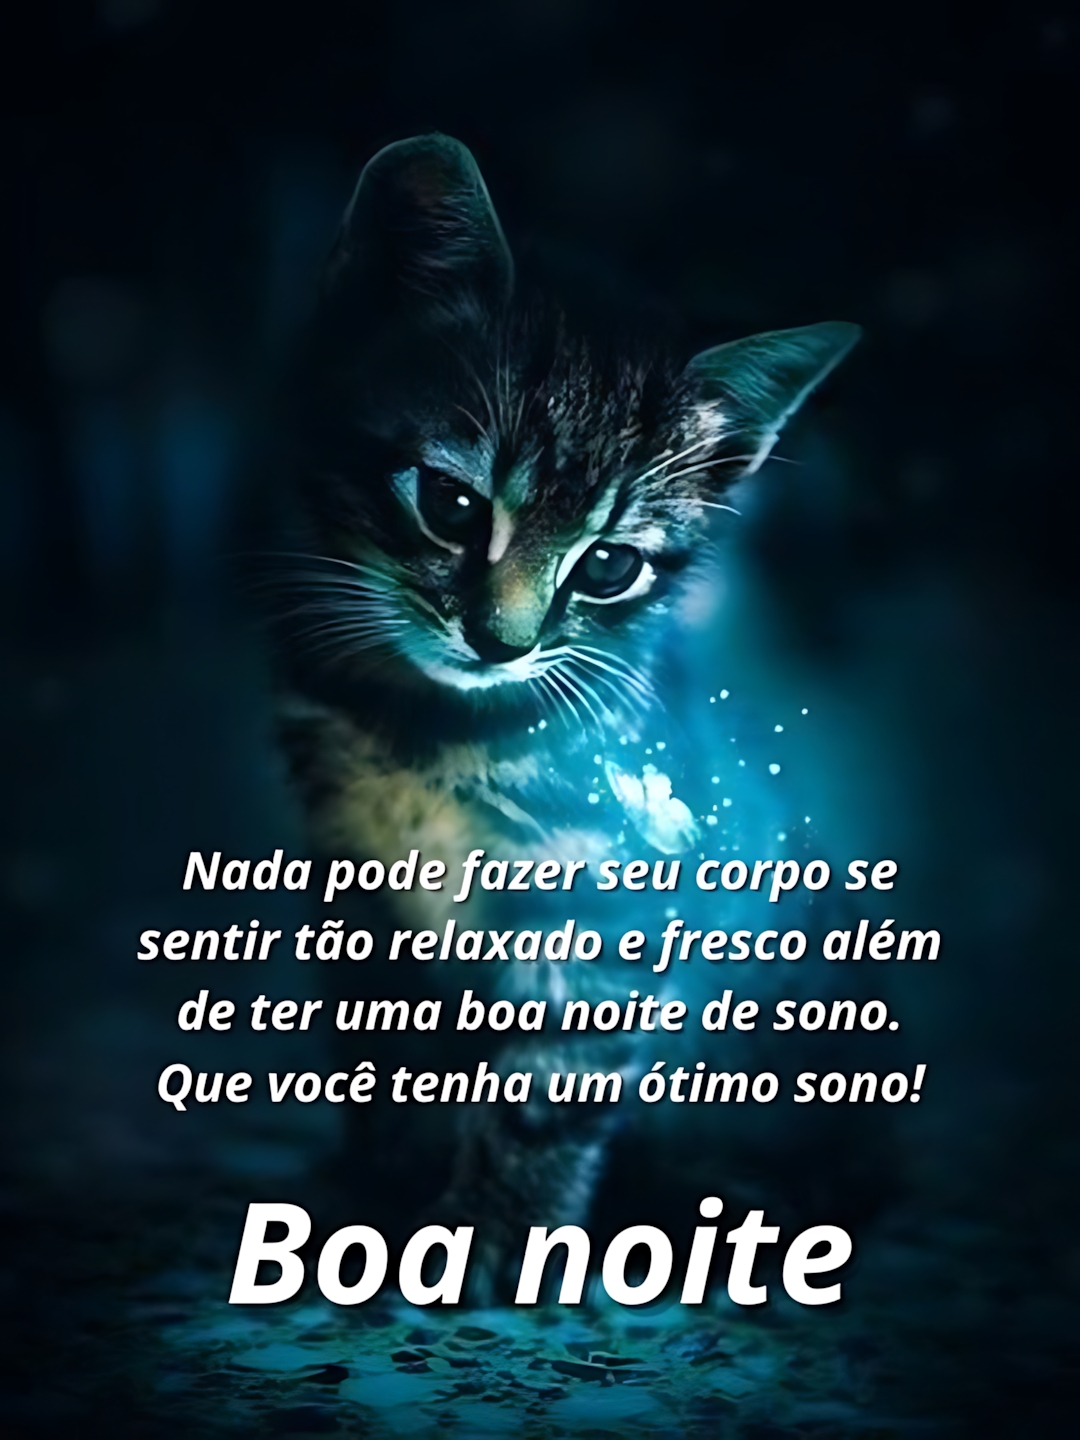 Nada pode fazer seu corpo se
sentir tão relaxado e fresco além
de ter uma boa noite de sono.
Que você tenha um ótimo sono!
Boa noite